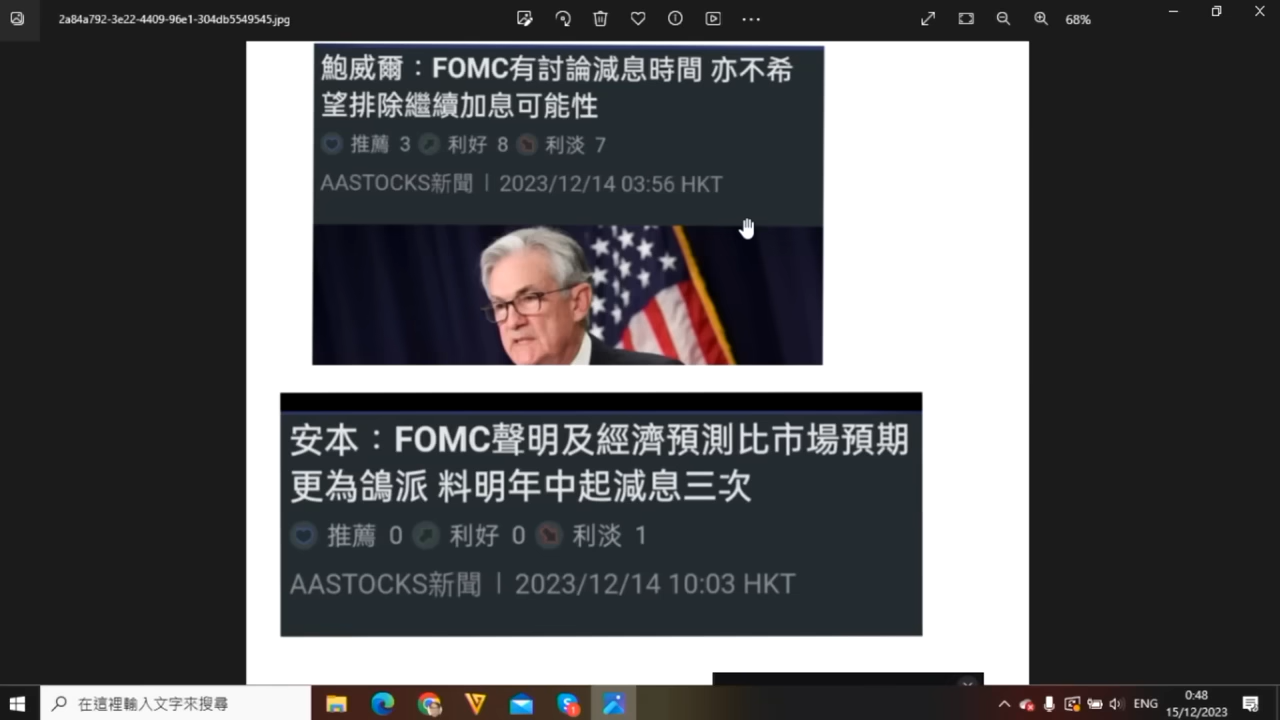 2a84a792-3e22-4409-96e1-304db5549545.jpg
68%
鮑威爾：FOMC有討論減息時間 亦不希
望排除繼續加息可能性
推薦 3 利好 8 利淡 7
AASTOCKS新聞 | 2023/12/14 03:56 HKT
安本：FOMC聲明及經濟預測比市場預期
更為鴿派 料明年中起減息三次
推薦 0 利好 0 利淡 1
AASTOCKS新聞 | 2023/12/14 10:03 HKT
在這裡輸入文字來搜尋
ENG
0:48
15/12/2023